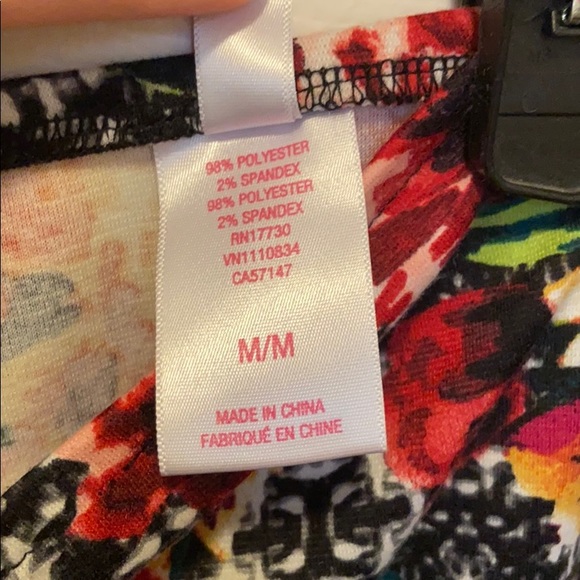 98% POLYESTER
2% SPANDEX
98% POLYESTER
2% SPANDEX
RN17730
VN1110834
CA57147
M/M
MADE IN CHINA
FABRIQUÉ EN CHINE